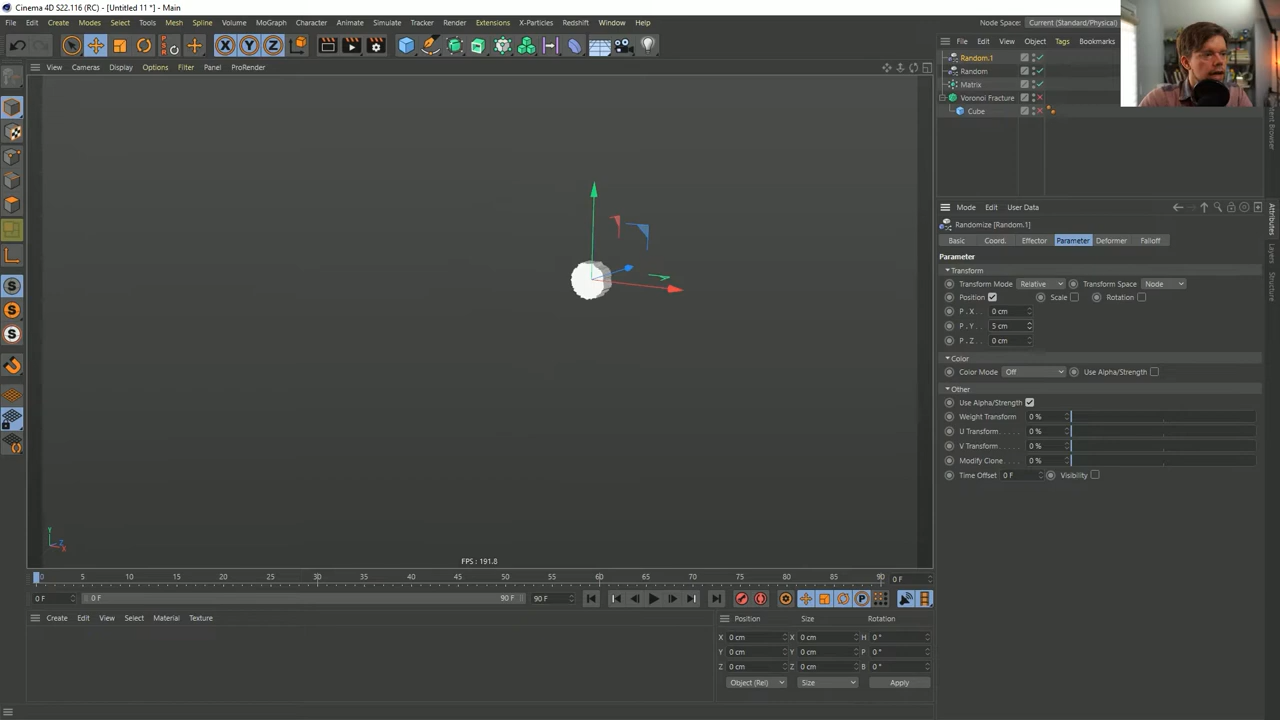 Cinema 4D S22.116 (RC) - [Untitled 11 *] - Main
File Edit Create Modes Select Tools Mesh Spline Volume MoGraph Character Animate Simulate Tracker Render Extensions X-Particles Redshift Window Help Node Space: Current (Standard/Physical)
X Y Z
View Cameras Display Options Filter Panel ProRender
File Edit View Object Tags Bookmarks
Random.1
Random
Matrix
Voronoi Fracture
Cube
Content Browser
Mode Edit User Data
Attributes
Layers
Structure
Randomize [Random.1]
Basic Coord. Effector Parameter Deformer Falloff
Parameter
Transform
Transform Mode Relative Transform Space Node
Position Scale Rotation
P . X . . 0 cm
P . Y . . 5 cm
P . Z . . 0 cm
Color
Color Mode Off Use Alpha/Strength
Other
Use Alpha/Strength
Weight Transform 0 %
U Transform. . . . . 0 %
V Transform. . . . . 0 %
Modify Clone . . . . 0 %
Time Offset 0 F Visibility
Y
Z
X
FPS : 191.8
0 5 10 15 20 25 30 35 40 45 50 55 60 65 70 75 80 85 90 0 F
0 F 0 F 90 F 90 F
P
Create Edit View Select Material Texture
Position Size Rotation
X 0 cm X 0 cm H 0 °
Y 0 cm Y 0 cm P 0 °
Z 0 cm Z 0 cm B 0 °
Object (Rel) Size Apply